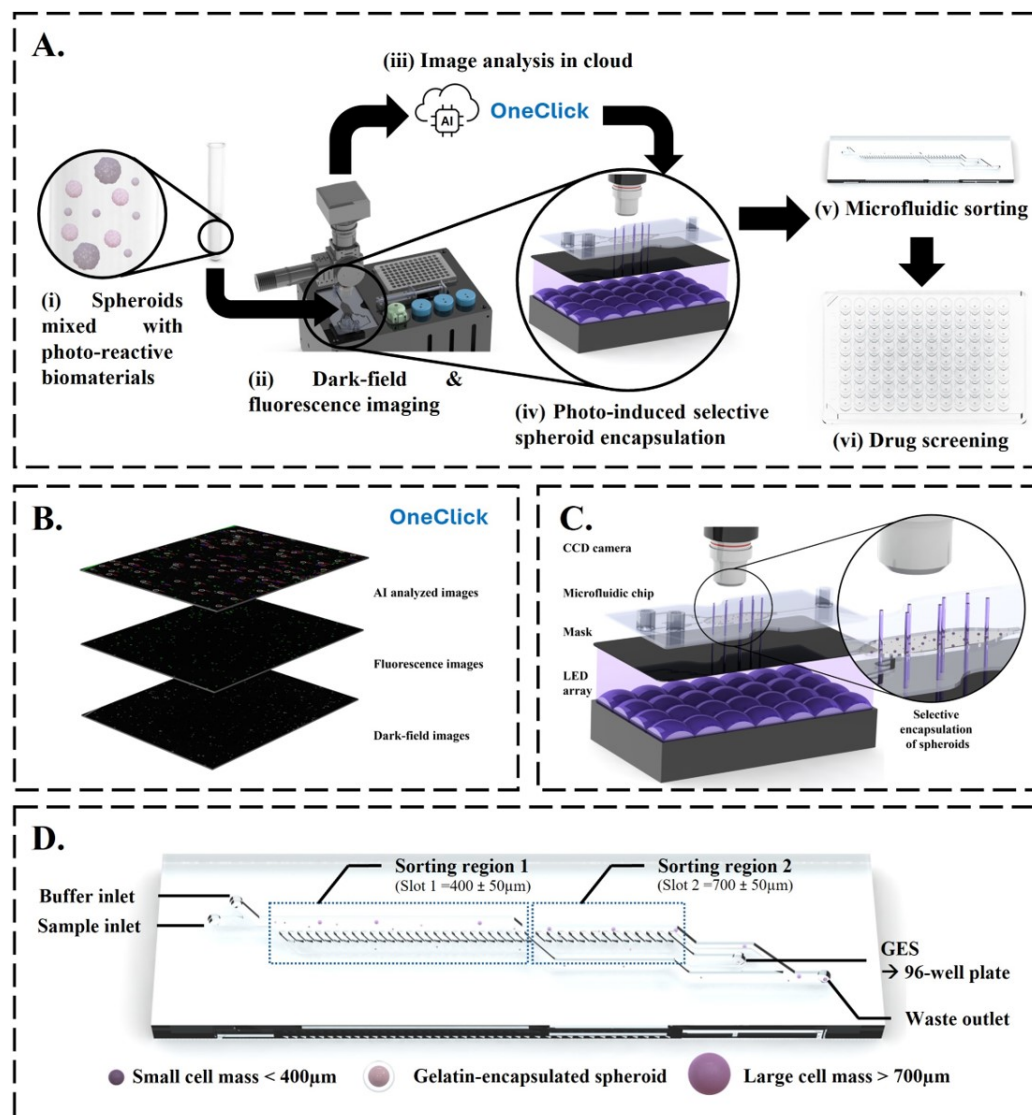 A.
(iii) Image analysis in cloud
AI
OneClick
(i) Spheroids
mixed with
photo-reactive
biomaterials
(ii) Dark-field &
fluorescence imaging
(iv) Photo-induced selective
spheroid encapsulation
(v) Microfluidic sorting
(vi) Drug screening
B.
OneClick
AI analyzed images
Fluorescence images
Dark-field images
C.
CCD camera
Microfluidic chip
Mask
LED
array
Selective
encapsulation
of spheroids
D.
Sorting region 1
(Slot 1 =400 ± 50µm)
Sorting region 2
(Slot 2 =700 ± 50µm)
Buffer inlet
Sample inlet
GES
→ 96-well plate
Waste outlet
Small cell mass < 400µm
Gelatin-encapsulated spheroid
Large cell mass > 700µm